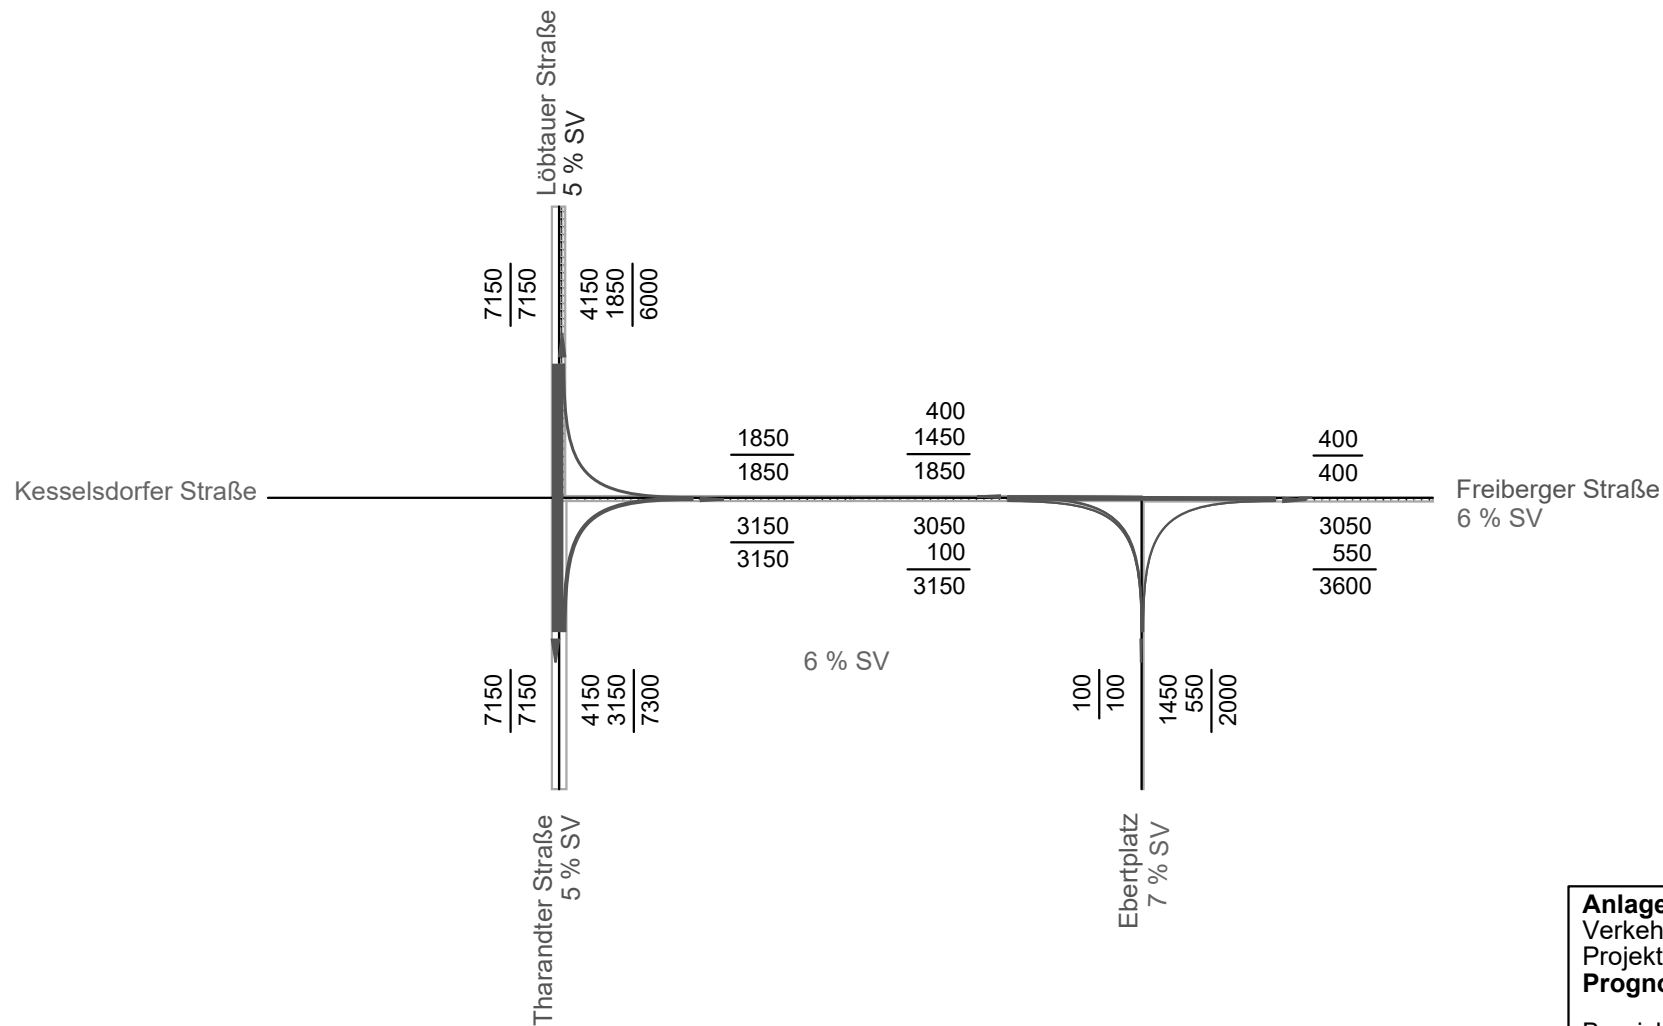 Löbtauer Straße
5 % SV
7150
7150
4150
1850
6000
Kesselsdorfer Straße
1850
1850
400
1450
1850
400
400
Freiberger Straße
6 % SV
3150
3150
3050
100
3150
3050
550
3600
6 % SV
7150
7150
4150
3150
7300
100
100
1450
550
2000
Tharandter Straße
5 % SV
Ebertplatz
7 % SV
Anlage
Verkeh
Projekt
Progno